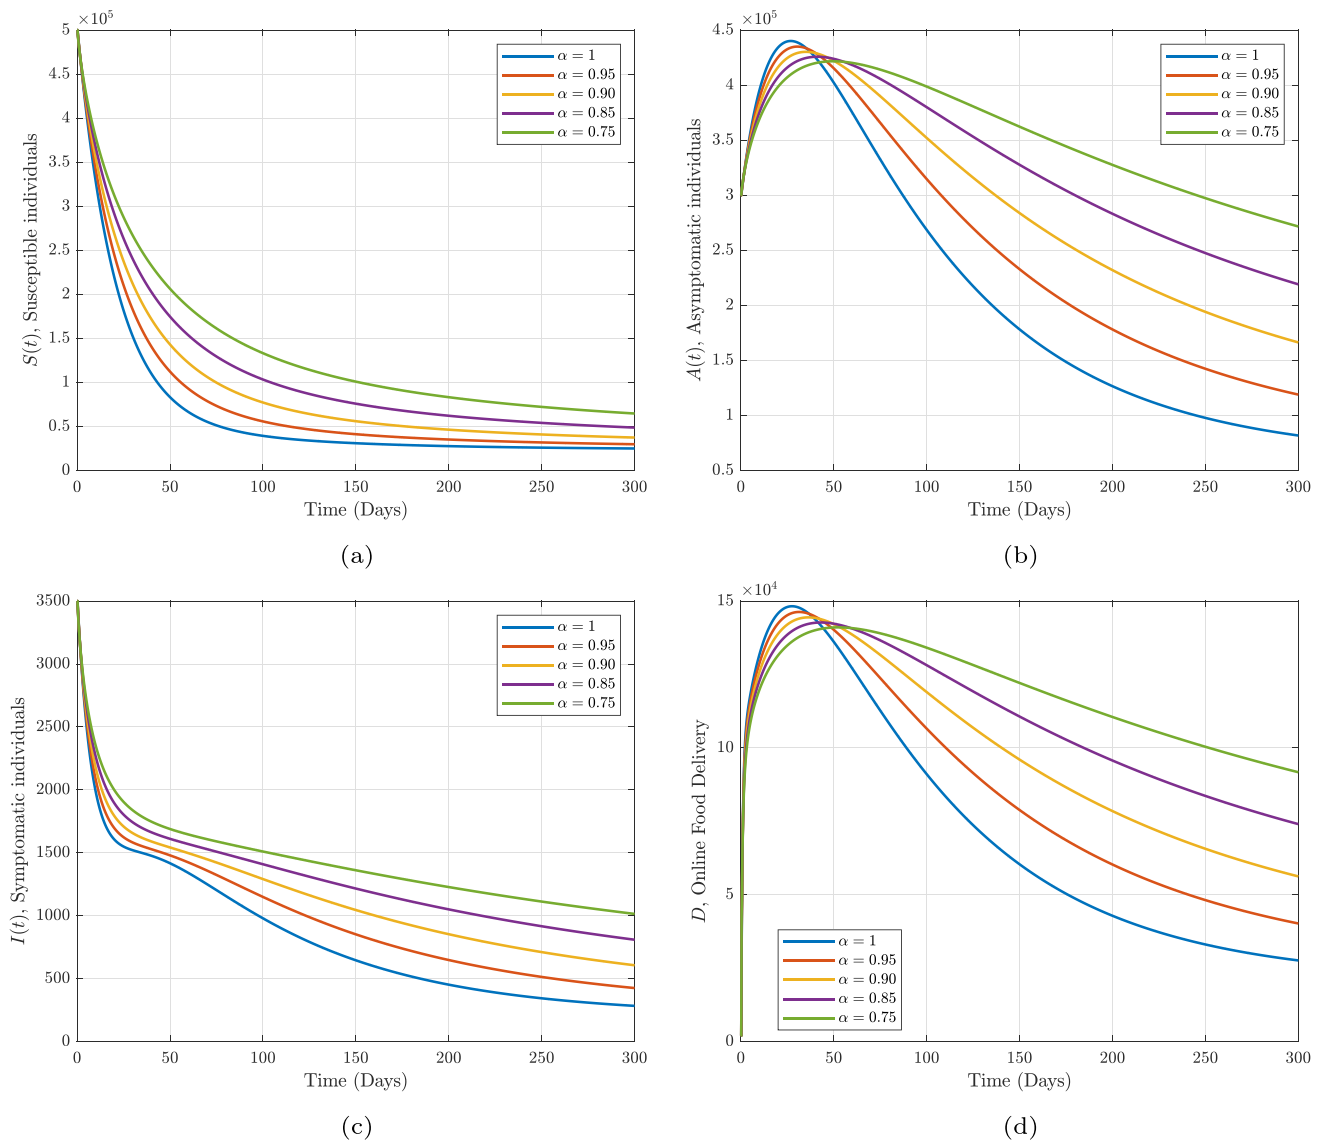 ×10⁵
S(t), Susceptible individuals
5
4.5
4
3.5
3
2.5
2
1.5
1
0.5
0
α = 1
α = 0.95
α = 0.90
α = 0.85
α = 0.75
0 50 100 150 200 250 300
Time (Days)
(a)
×10⁵
A(t), Asymptomatic individuals
4.5
4
3.5
3
2.5
2
1.5
1
0.5
α = 1
α = 0.95
α = 0.90
α = 0.85
α = 0.75
0 50 100 150 200 250 300
Time (Days)
(b)
I(t), Symptomatic individuals
3500
3000
2500
2000
1500
1000
500
0
α = 1
α = 0.95
α = 0.90
α = 0.85
α = 0.75
0 50 100 150 200 250 300
Time (Days)
(c)
×10⁴
D, Online Food Delivery
15
10
5
0
α = 1
α = 0.95
α = 0.90
α = 0.85
α = 0.75
0 50 100 150 200 250 300
Time (Days)
(d)